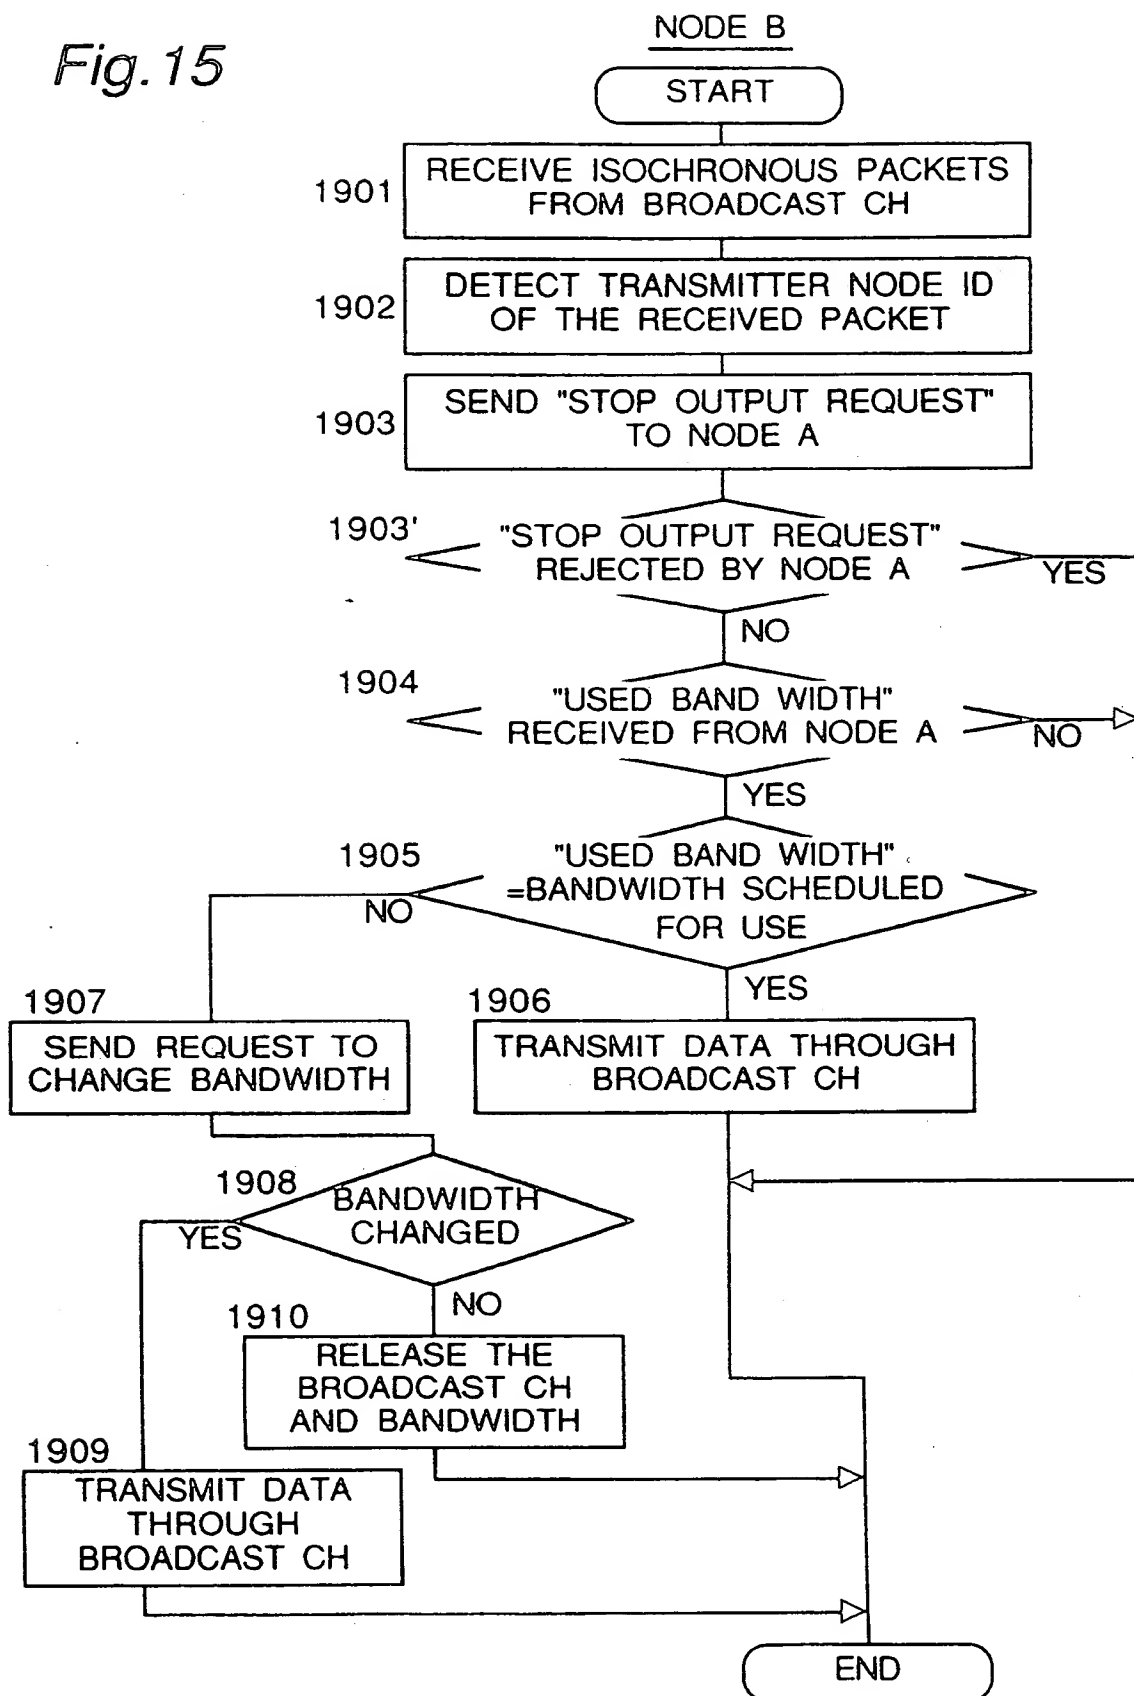 NODE B
Fig.15
START
1901
RECEIVE ISOCHRONOUS PACKETS
FROM BROADCAST CH
1902
DETECT TRANSMITTER NODE ID
OF THE RECEIVED PACKET
1903
SEND "STOP OUTPUT REQUEST"
TO NODE A
1903'
"STOP OUTPUT REQUEST"
REJECTED BY NODE A
YES
NO
1904
"USED BAND WIDTH"
RECEIVED FROM NODE A
NO
YES
1905
"USED BAND WIDTH"
=BANDWIDTH SCHEDULED
FOR USE
NO
YES
1907
SEND REQUEST TO
CHANGE BANDWIDTH
1906
TRANSMIT DATA THROUGH
BROADCAST CH
1908
BANDWIDTH
CHANGED
YES
NO
1910
RELEASE THE
BROADCAST CH
AND BANDWIDTH
1909
TRANSMIT DATA
THROUGH
BROADCAST CH
END